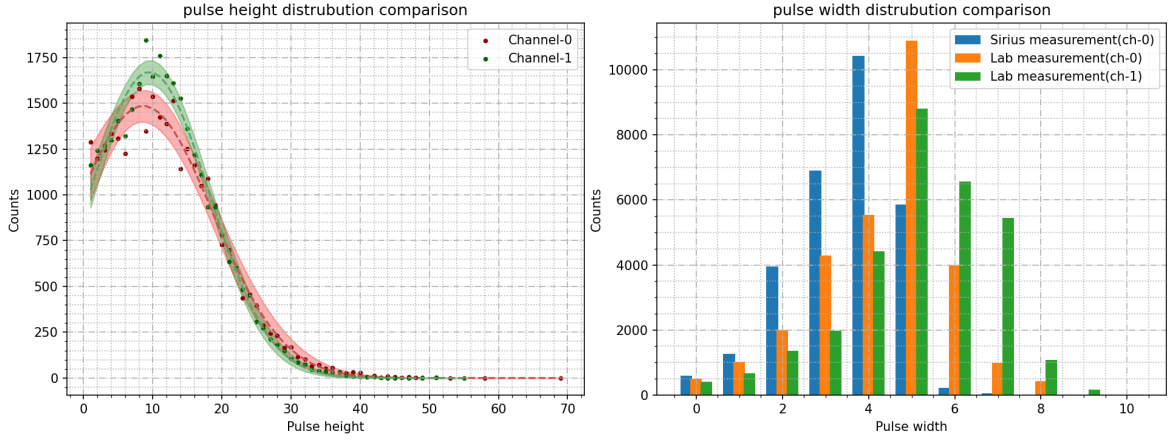 pulse height distrubution comparison
Channel-0
Channel-1
1750
1500
1250
1000
750
500
250
0
Counts
0 10 20 30 40 50 60 70
Pulse height
pulse width distrubution comparison
Sirius measurement(ch-0)
Lab measurement(ch-0)
Lab measurement(ch-1)
10000
8000
6000
4000
2000
0
Counts
0 2 4 6 8 10
Pulse width